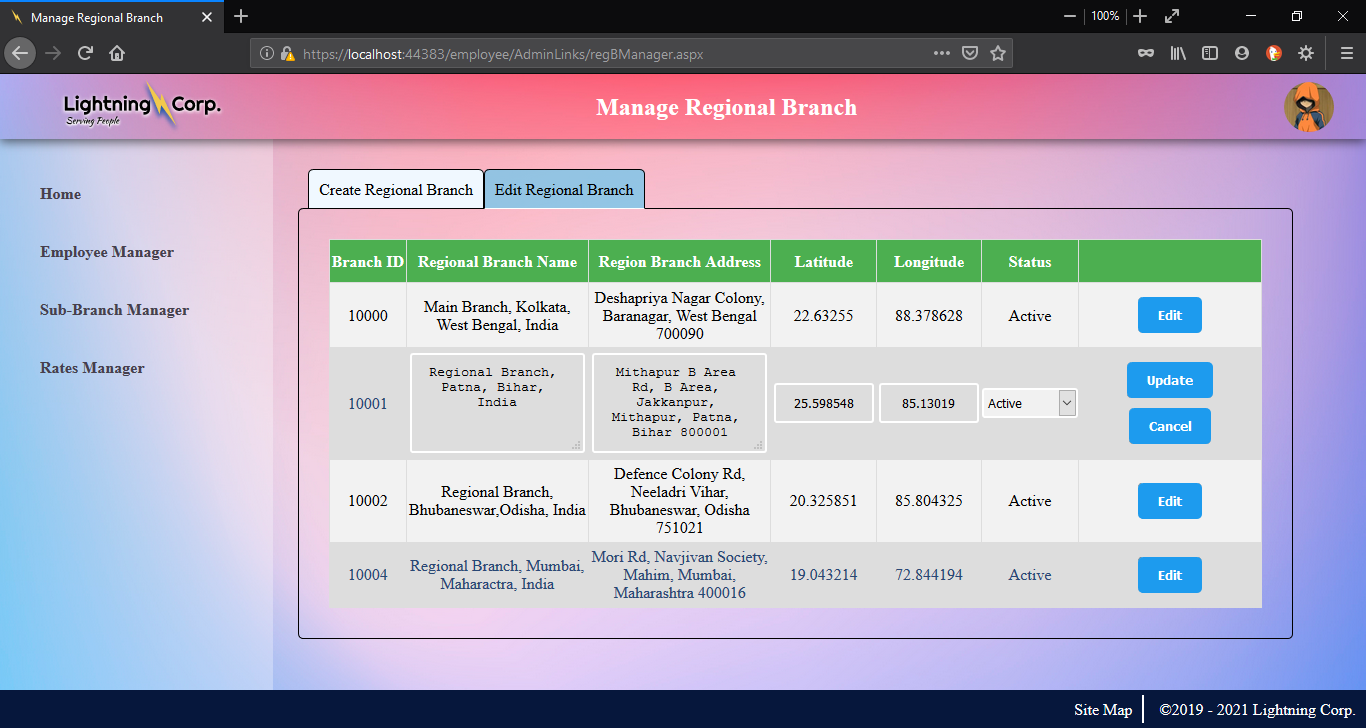 Manage Regional Branch
100%
https://localhost:44383/employee/AdminLinks/regBManager.aspx
Lightning Corp.
Serving People
Manage Regional Branch
Home
Employee Manager
Sub-Branch Manager
Rates Manager
Create Regional Branch Edit Regional Branch
Branch ID Regional Branch Name Region Branch Address Latitude Longitude Status
10000
Main Branch, Kolkata,
West Bengal, India
Deshapriya Nagar Colony,
Baranagar, West Bengal
700090
22.63255 88.378628 Active Edit
10001
Regional Branch,
Patna, Bihar,
India
Mithapur B Area
Rd, B Area,
Jakkanpur,
Mithapur, Patna,
Bihar 800001
25.598548 85.13019 Active
Update
Cancel
10002
Regional Branch,
Bhubaneswar,Odisha, India
Defence Colony Rd,
Neeladri Vihar,
Bhubaneswar, Odisha
751021
20.325851 85.804325 Active Edit
10004
Regional Branch, Mumbai,
Maharactra, India
Mori Rd, Navjivan Society,
Mahim, Mumbai,
Maharashtra 400016
19.043214 72.844194 Active Edit
Site Map ©2019 - 2021 Lightning Corp.